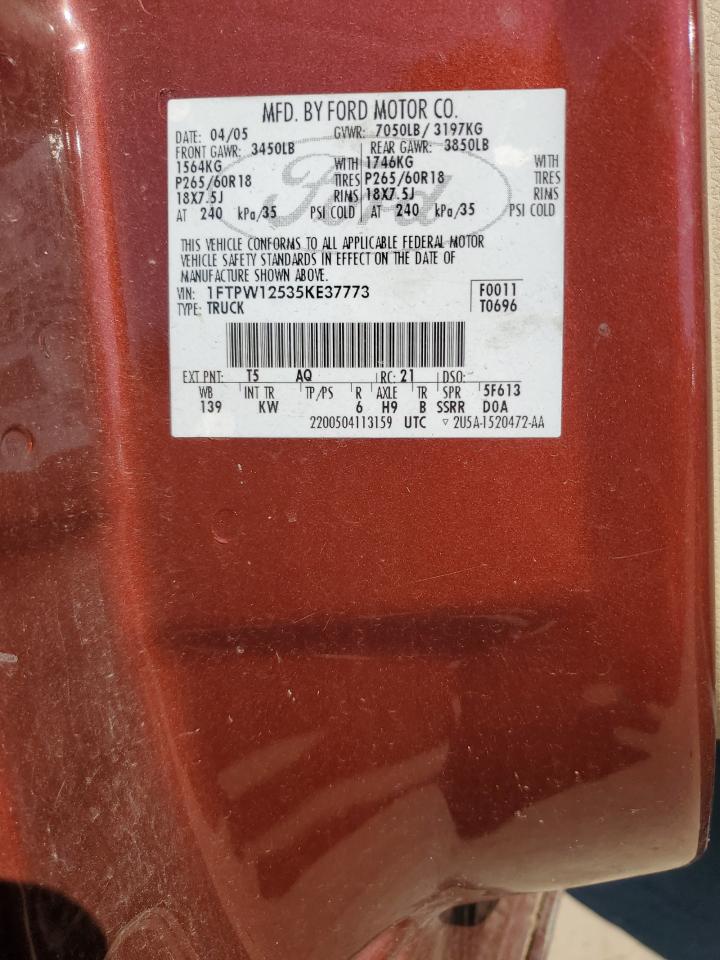 MFD. BY FORD MOTOR CO.
DATE: 04/05 GVWR: 7050LB/ 3197KG
FRONT GAWR: 3450LB REAR GAWR: 3850LB
1564KG WITH 1746KG WITH
P265/60R18 TIRES P265/60R18 TIRES
18X7.5J RIMS 18X7.5J RIMS
AT 240 kPa/35 PSI COLD AT 240 kPa/35 PSI COLD
Ford
THIS VEHICLE CONFORMS TO ALL APPLICABLE FEDERAL MOTOR
VEHICLE SAFETY STANDARDS IN EFFECT ON THE DATE OF
MANUFACTURE SHOWN ABOVE.
VIN: 1FTPW12535KE37773 F0011
TYPE: TRUCK T0696
EXT PNT: T5 AQ RC: 21 DSO:
WB INT TR TP/PS R AXLE TR SPR 5F613
139 KW 6 H9 B SSRR D0A
2200504113159 UTC ▽ 2U5A-1520472-AA